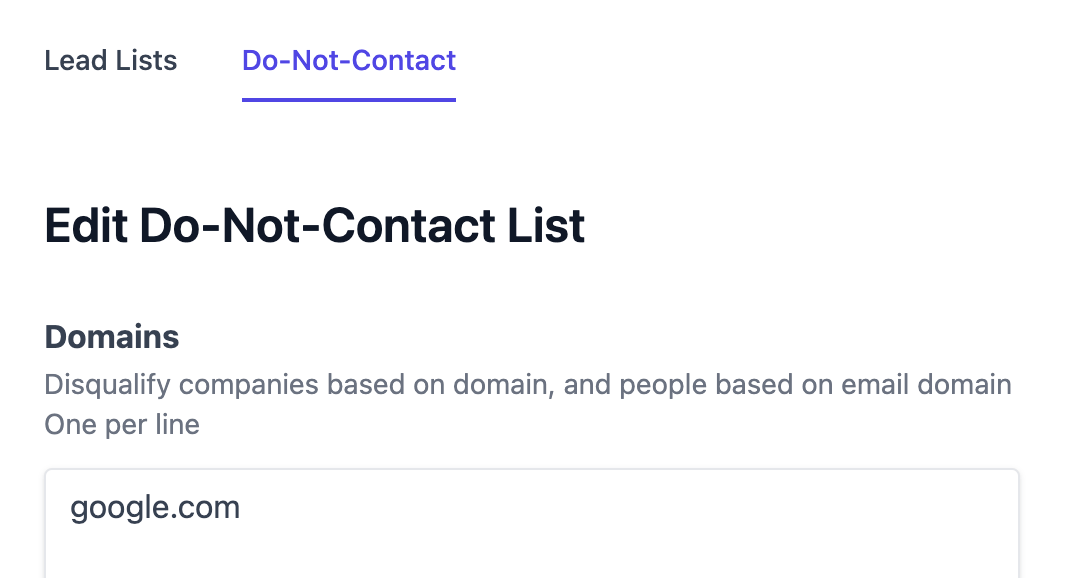 Lead Lists Do-Not-Contact
Edit Do-Not-Contact List
Domains
Disqualify companies based on domain, and people based on email domain
One per line
google.com